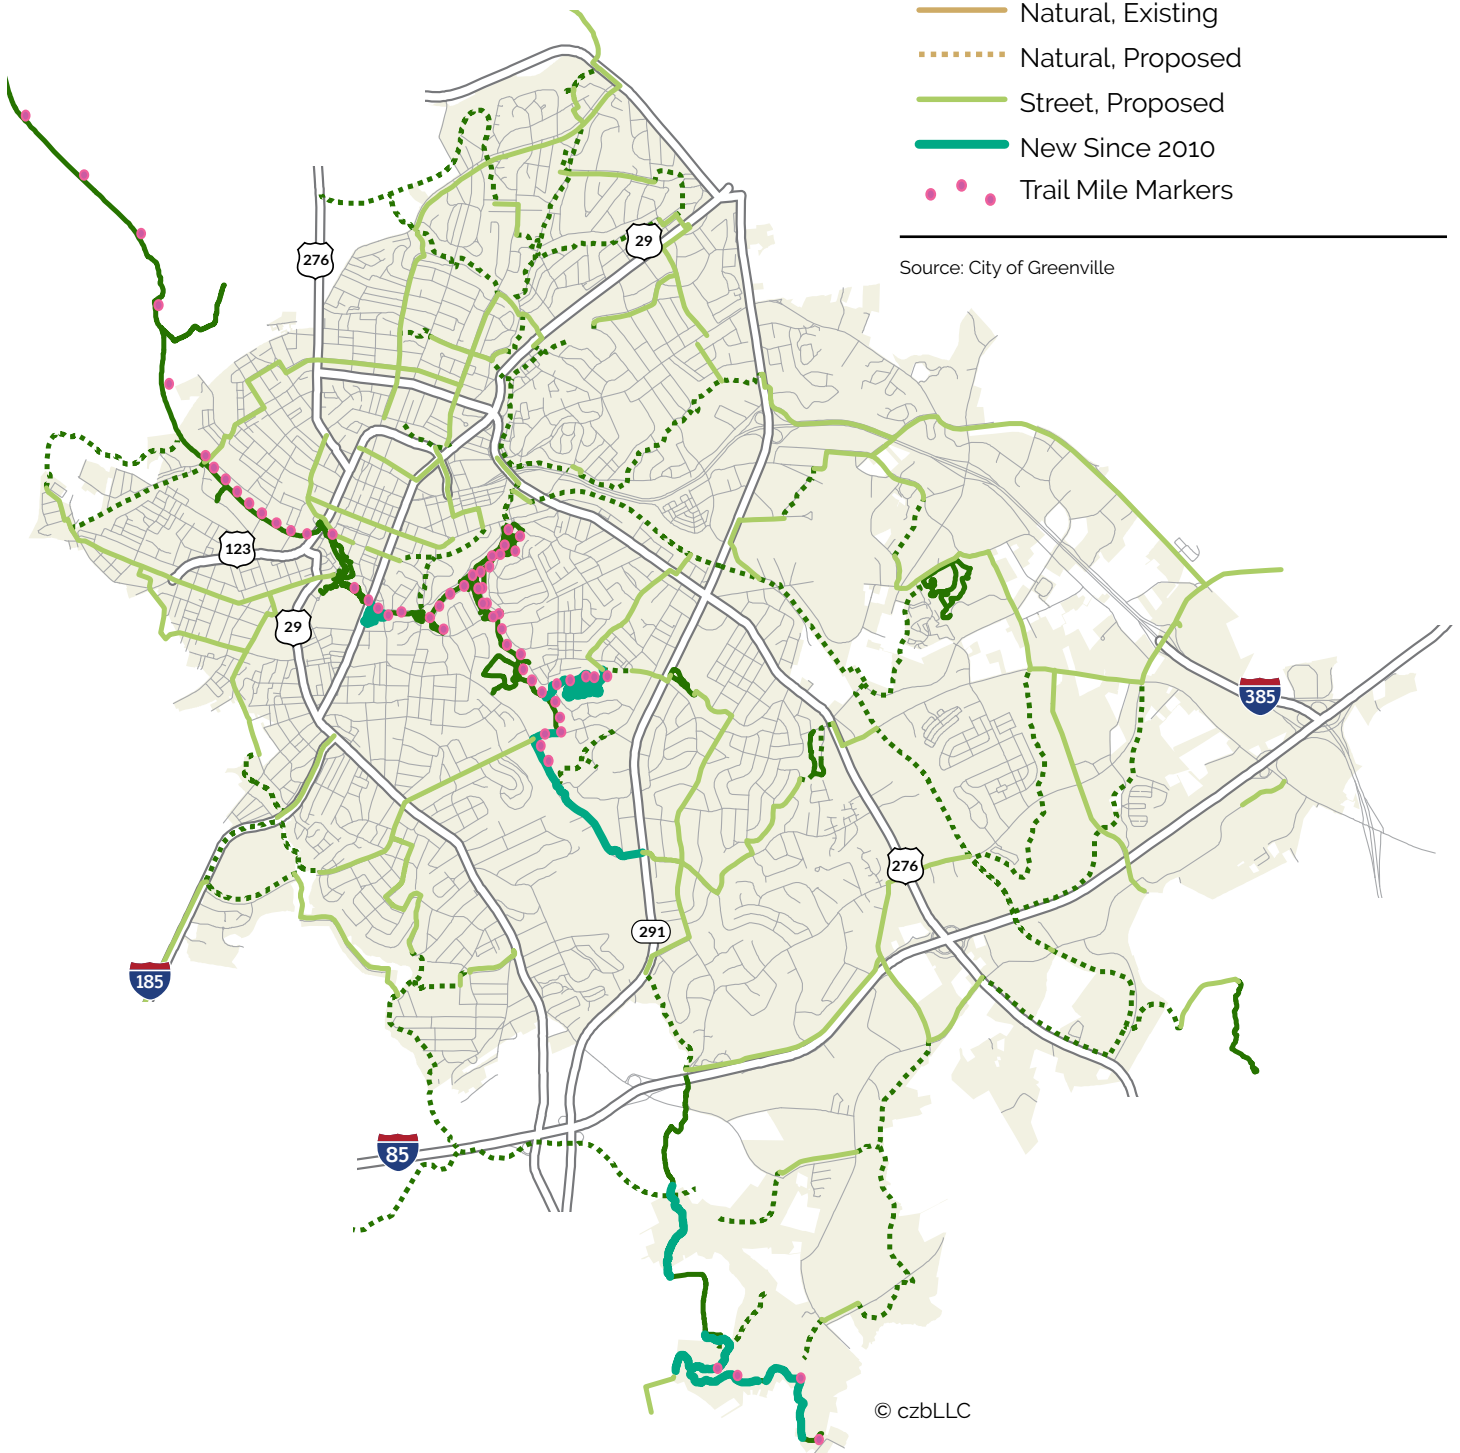 Natural, Existing
Natural, Proposed
Street, Proposed
New Since 2010
Trail Mile Markers
Source: City of Greenville
29
276
123
29
385
276
291
185
85
© czbLLC